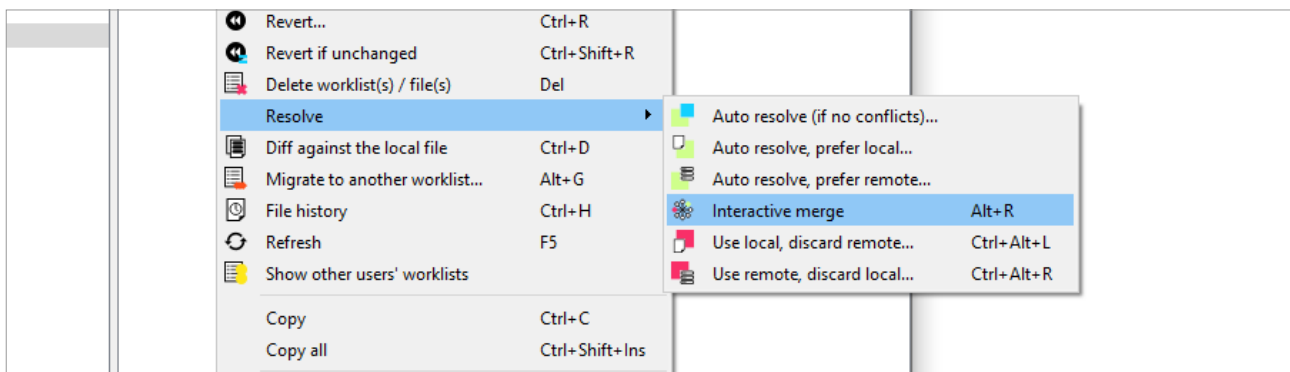 Revert... Ctrl+R
Revert if unchanged Ctrl+Shift+R
Delete worklist(s) / file(s) Del
Resolve
Diff against the local file Ctrl+D
Migrate to another worklist... Alt+G
File history Ctrl+H
Refresh F5
Show other users' worklists
Copy Ctrl+C
Copy all Ctrl+Shift+Ins
Auto resolve (if no conflicts)...
Auto resolve, prefer local...
Auto resolve, prefer remote...
Interactive merge Alt+R
Use local, discard remote... Ctrl+Alt+L
Use remote, discard local... Ctrl+Alt+R